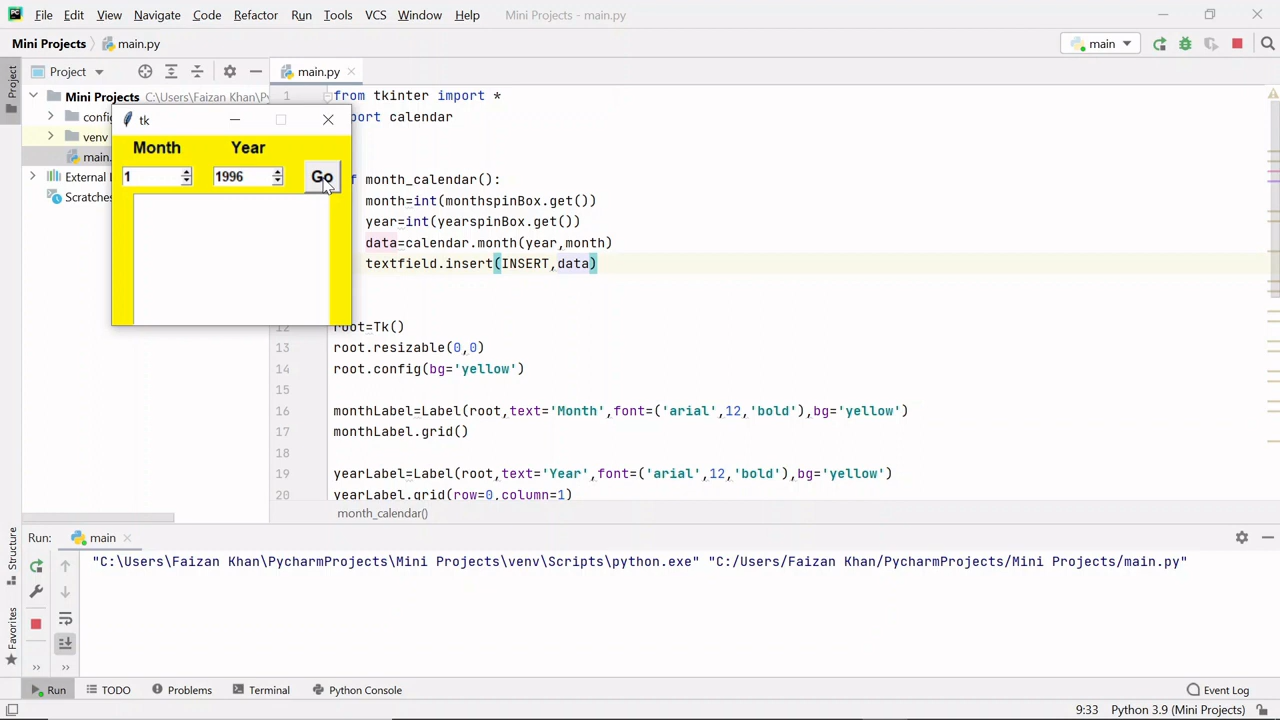 File Edit View Navigate Code Refactor Run Tools VCS Window Help Mini Projects - main.py
Mini Projects main.py main
Project
Project main.py
Mini Projects C:\Users\Faizan Khan\Py
venv
main.
External
Scratches
tk
Month Year
1 1996 Go
1 from tkinter import *
port calendar
month_calendar():
month=int(monthspinBox.get())
year=int(yearspinBox.get())
data=calendar.month(year,month)
textfield.insert(INSERT,data)
12 root=Tk()
13 root.resizable(0,0)
14 root.config(bg='yellow')
15
16 monthLabel=Label(root,text='Month',font=('arial',12,'bold'),bg='yellow')
17 monthLabel.grid()
18
19 yearLabel=Label(root,text='Year',font=('arial',12,'bold'),bg='yellow')
20 yearLabel.grid(row=0,column=1)
month_calendar()
Run: main
"C:\Users\Faizan Khan\PycharmProjects\Mini Projects\venv\Scripts\python.exe" "C:/Users/Faizan Khan/PycharmProjects/Mini Projects/main.py"
Structure
Favorites
Run TODO Problems Terminal Python Console Event Log
9:33 Python 3.9 (Mini Projects)